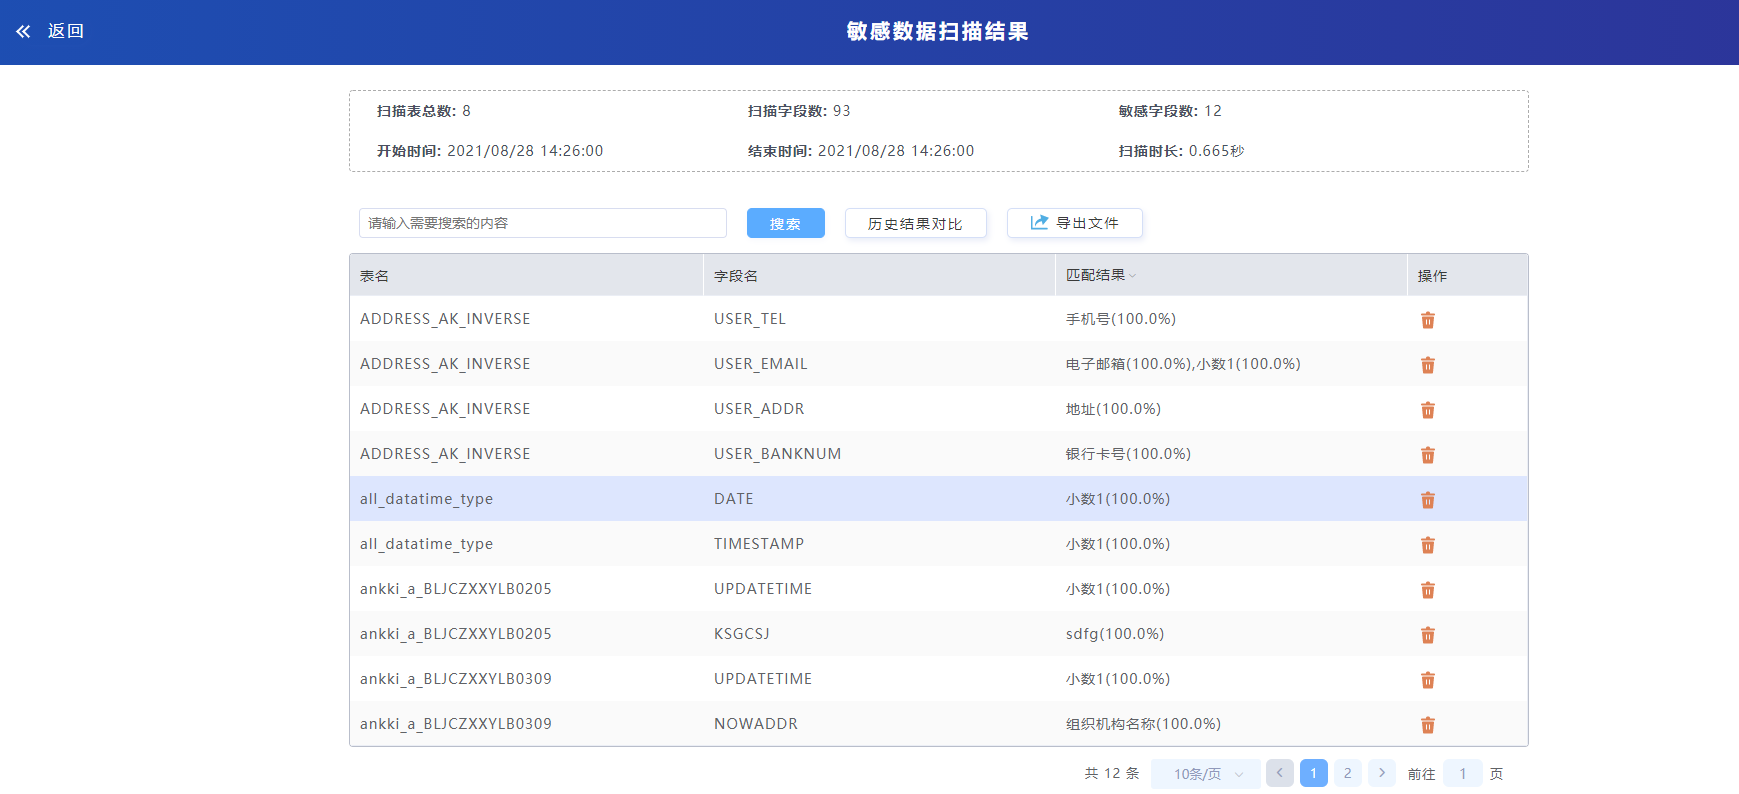 返回
敏感数据扫描结果
扫描表总数: 8 扫描字段数: 93 敏感字段数: 12
开始时间: 2021/08/28 14:26:00 结束时间: 2021/08/28 14:26:00 扫描时长: 0.665秒
请输入需要搜索的内容 搜索 历史结果对比 导出文件
表名 字段名 匹配结果 操作
ADDRESS_AK_INVERSE USER_TEL 手机号(100.0%)
ADDRESS_AK_INVERSE USER_EMAIL 电子邮箱(100.0%),小数1(100.0%)
ADDRESS_AK_INVERSE USER_ADDR 地址(100.0%)
ADDRESS_AK_INVERSE USER_BANKNUM 银行卡号(100.0%)
all_datatime_type DATE 小数1(100.0%)
all_datatime_type TIMESTAMP 小数1(100.0%)
ankki_a_BLJCZXXYLB0205 UPDATETIME 小数1(100.0%)
ankki_a_BLJCZXXYLB0205 KSGCSJ sdfg(100.0%)
ankki_a_BLJCZXXYLB0309 UPDATETIME 小数1(100.0%)
ankki_a_BLJCZXXYLB0309 NOWADDR 组织机构名称(100.0%)
共 12 条 10条/页 1 2 前往 1 页